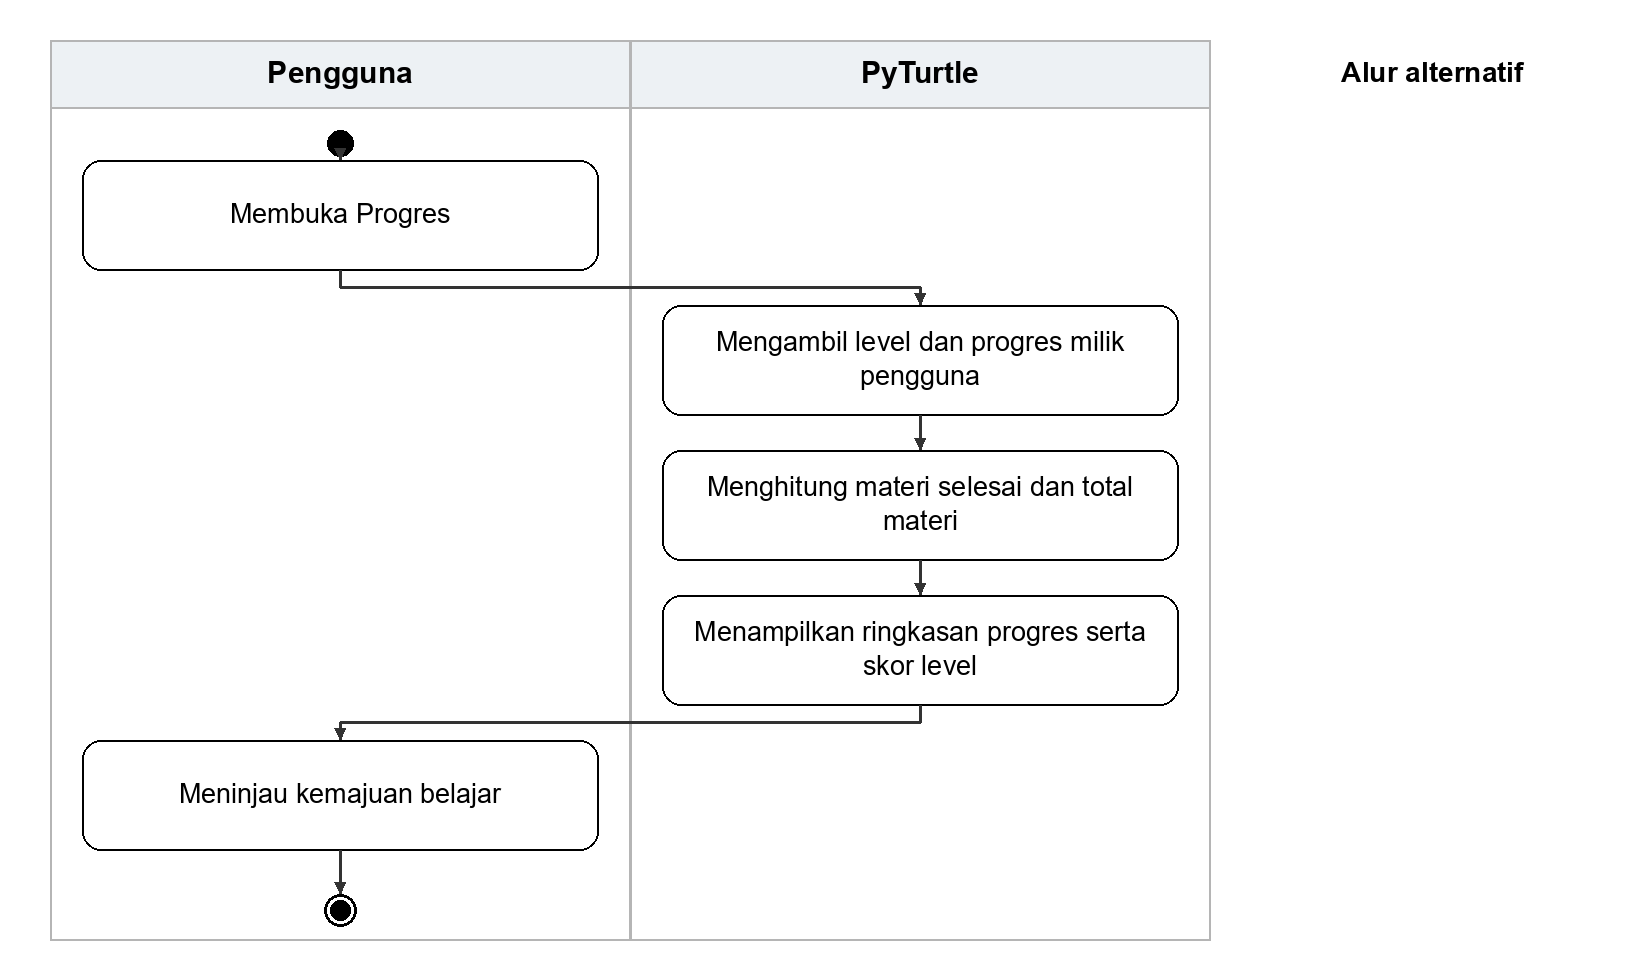 Pengguna
PyTurtle
Alur alternatif
Membuka Progres
Mengambil level dan progres milik
pengguna
Menghitung materi selesai dan total
materi
Menampilkan ringkasan progres serta
skor level
Meninjau kemajuan belajar